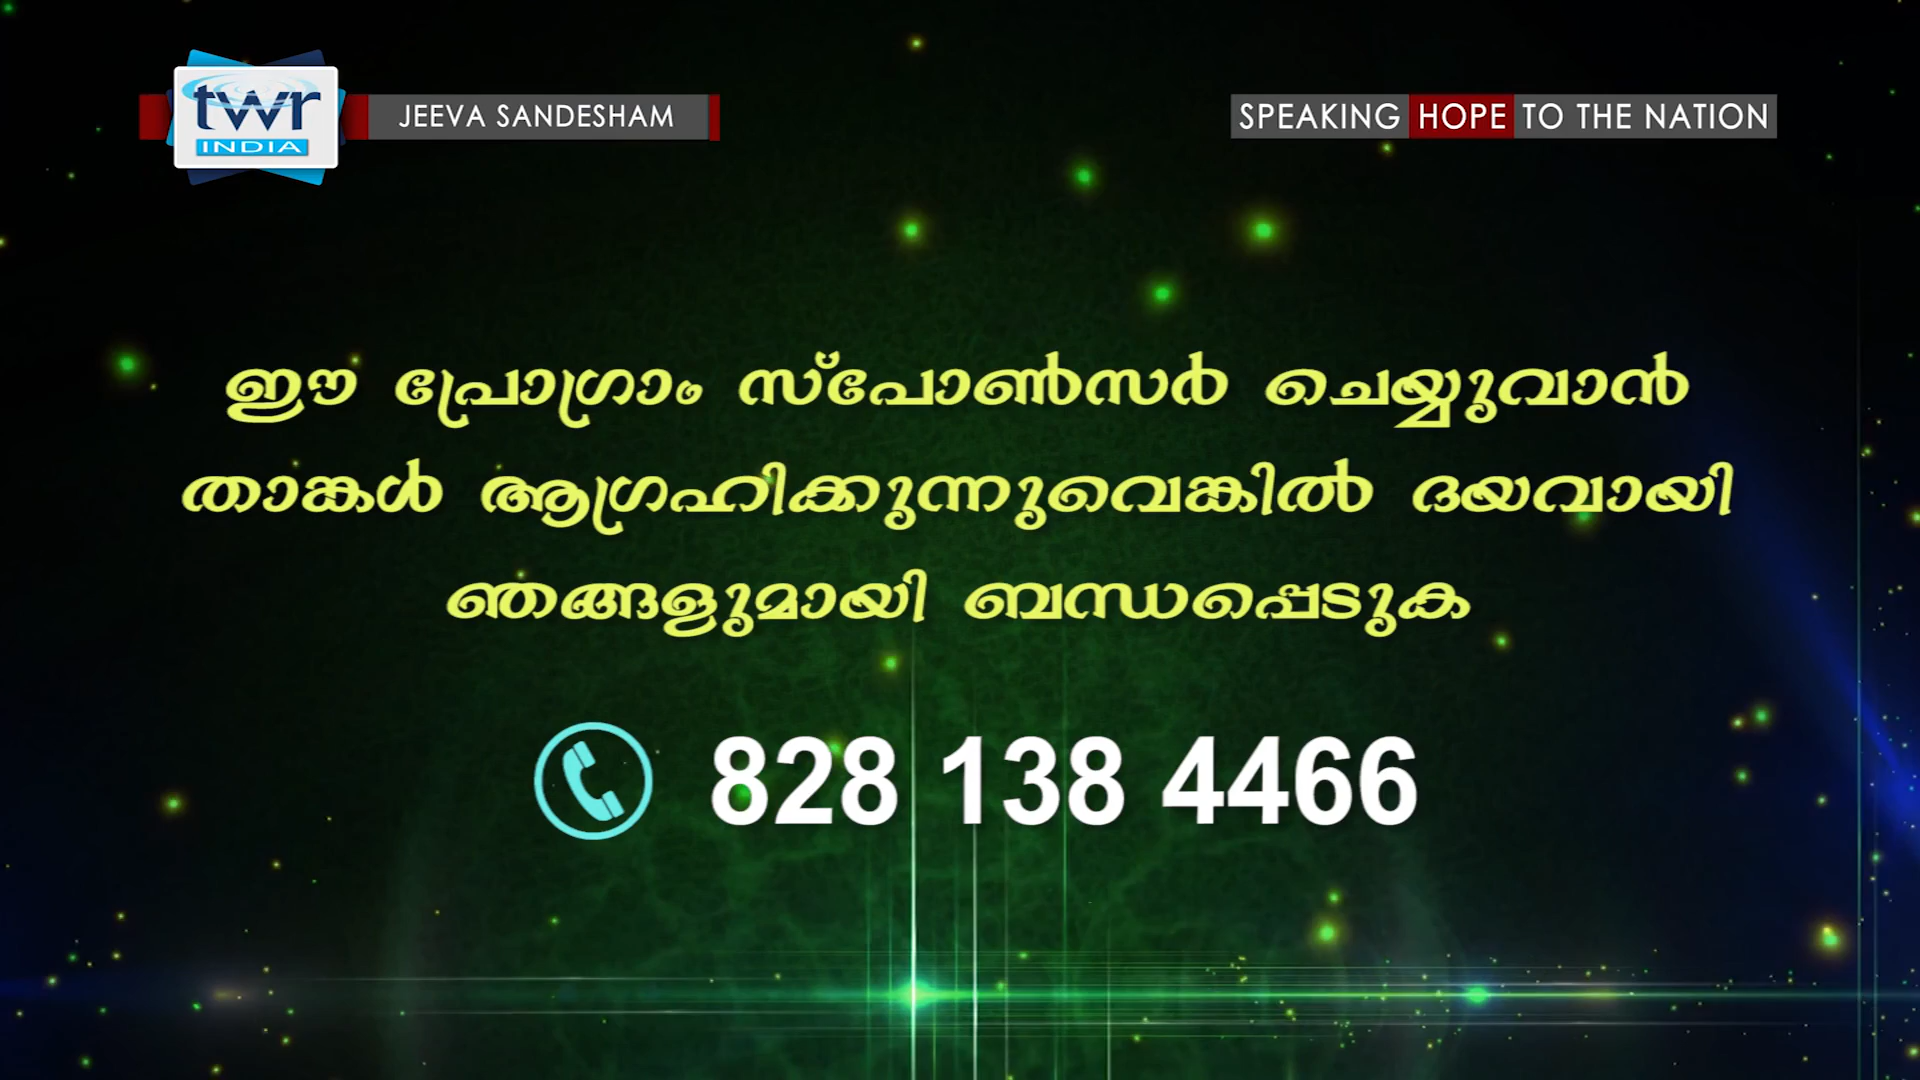 twr
INDIA
JEEVA SANDESHAM
SPEAKING HOPE TO THE NATION
ഈ പ്രോഗ്രാം സ്പോൺസർ ചെയ്യുവാൻ
താങ്കൾ ആഗ്രഹിക്കുന്നുവെങ്കിൽ ദയവായി
ഞങ്ങളുമായി ബന്ധപ്പെടുക
828 138 4466